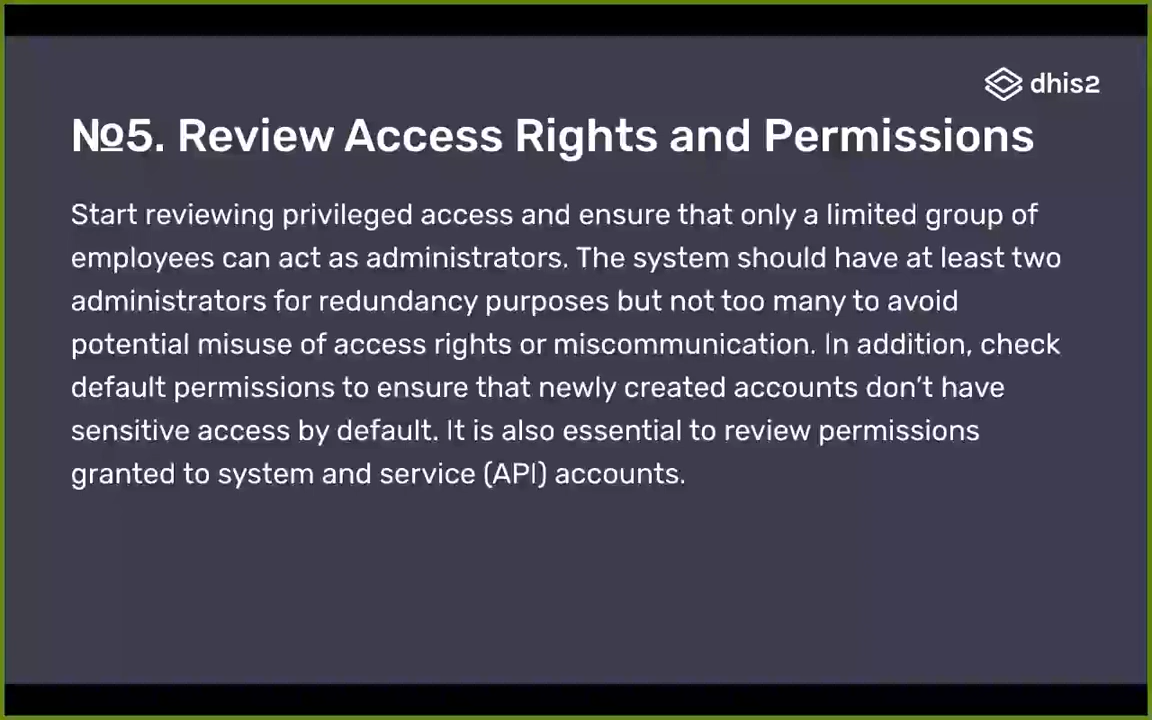 dhis2
№5. Review Access Rights and Permissions
Start reviewing privileged access and ensure that only a limited group of
employees can act as administrators. The system should have at least two
administrators for redundancy purposes but not too many to avoid
potential misuse of access rights or miscommunication. In addition, check
default permissions to ensure that newly created accounts don’t have
sensitive access by default. It is also essential to review permissions
granted to system and service (API) accounts.